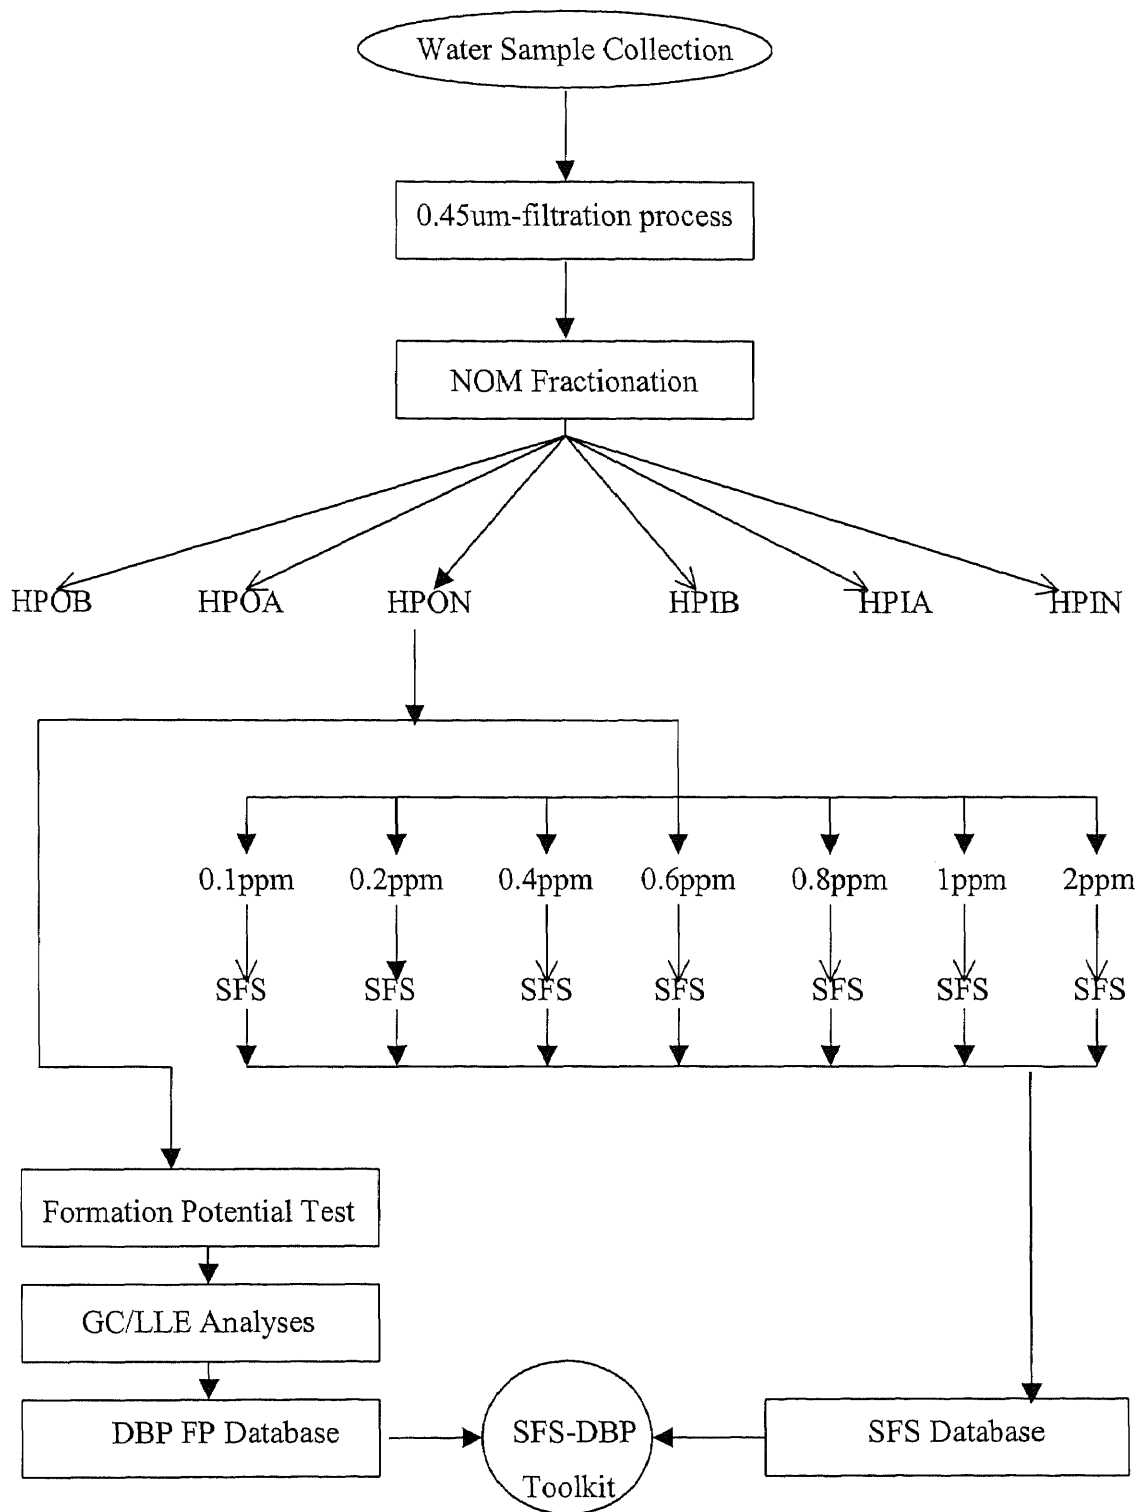 Water Sample Collection
0.45um-filtration process
NOM Fractionation
HPOB HPOA HPON HPIB HPIA HPIN
0.1ppm 0.2ppm 0.4ppm 0.6ppm 0.8ppm 1ppm 2ppm
SFS SFS SFS SFS SFS SFS SFS
Formation Potential Test
GC/LLE Analyses
DBP FP Database
SFS-DBP
Toolkit
SFS Database